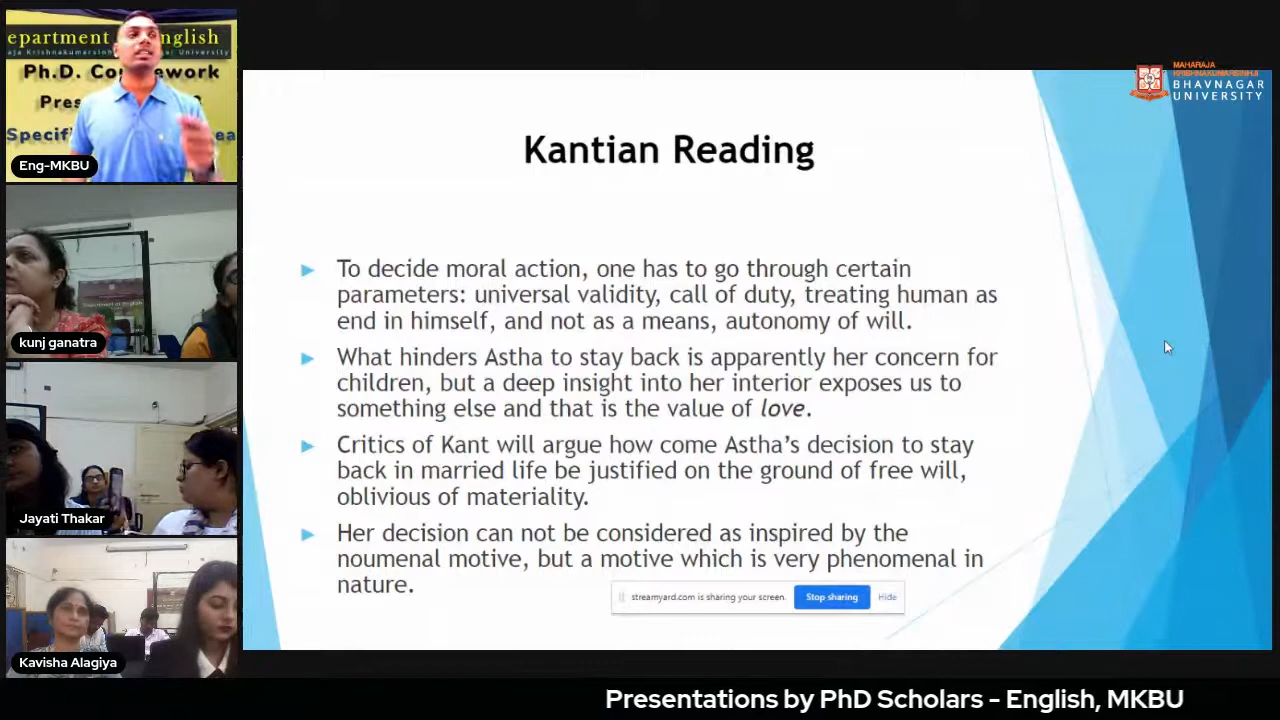 epartment nglish
aja Krishnakumarsinh University
Ph.D. Co work
Pres
Specif ea
Eng-MKBU
kunj ganatra
Jayati Thakar
Kavisha Alagiya
MAHARAJA
KRISHNAKUMARSINHJI
BHAVNAGAR
UNIVERSITY
Kantian Reading
To decide moral action, one has to go through certain
parameters: universal validity, call of duty, treating human as
end in himself, and not as a means, autonomy of will.
What hinders Astha to stay back is apparently her concern for
children, but a deep insight into her interior exposes us to
something else and that is the value of love.
Critics of Kant will argue how come Astha's decision to stay
back in married life be justified on the ground of free will,
oblivious of materiality.
Her decision can not be considered as inspired by the
noumenal motive, but a motive which is very phenomenal in
nature.
streamyard.com is sharing your screen. Stop sharing Hide
Presentations by PhD Scholars - English, MKBU